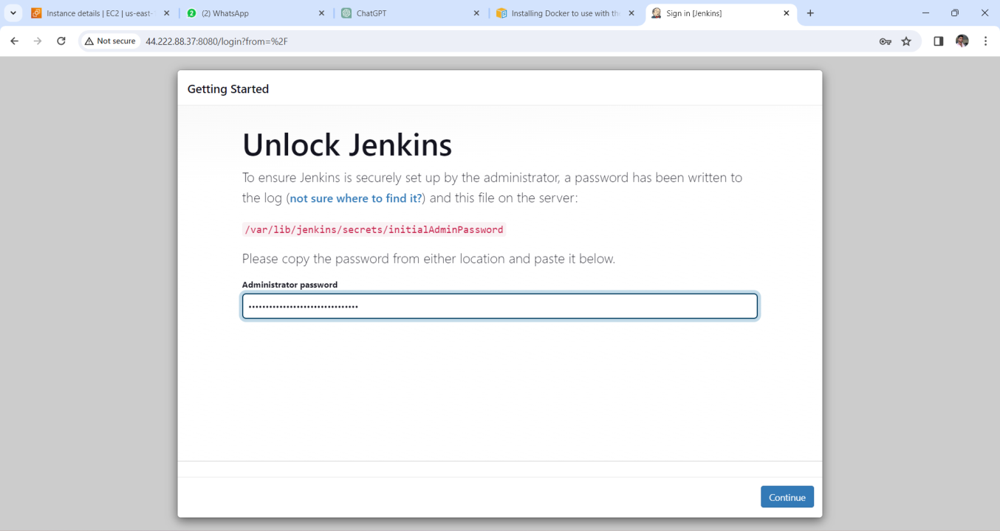 Instance details | EC2 | us-east-
(2) WhatsApp
ChatGPT
Installing Docker to use with th
Sign in [Jenkins]
Not secure
44.222.88.37:8080/login?from=%2F
Getting Started
Unlock Jenkins
To ensure Jenkins is securely set up by the administrator, a password has been written to
the log (not sure where to find it?) and this file on the server:
/var/lib/jenkins/secrets/initialAdminPassword
Please copy the password from either location and paste it below.
Administrator password
••••••••••••••••••••••••••••••••
Continue